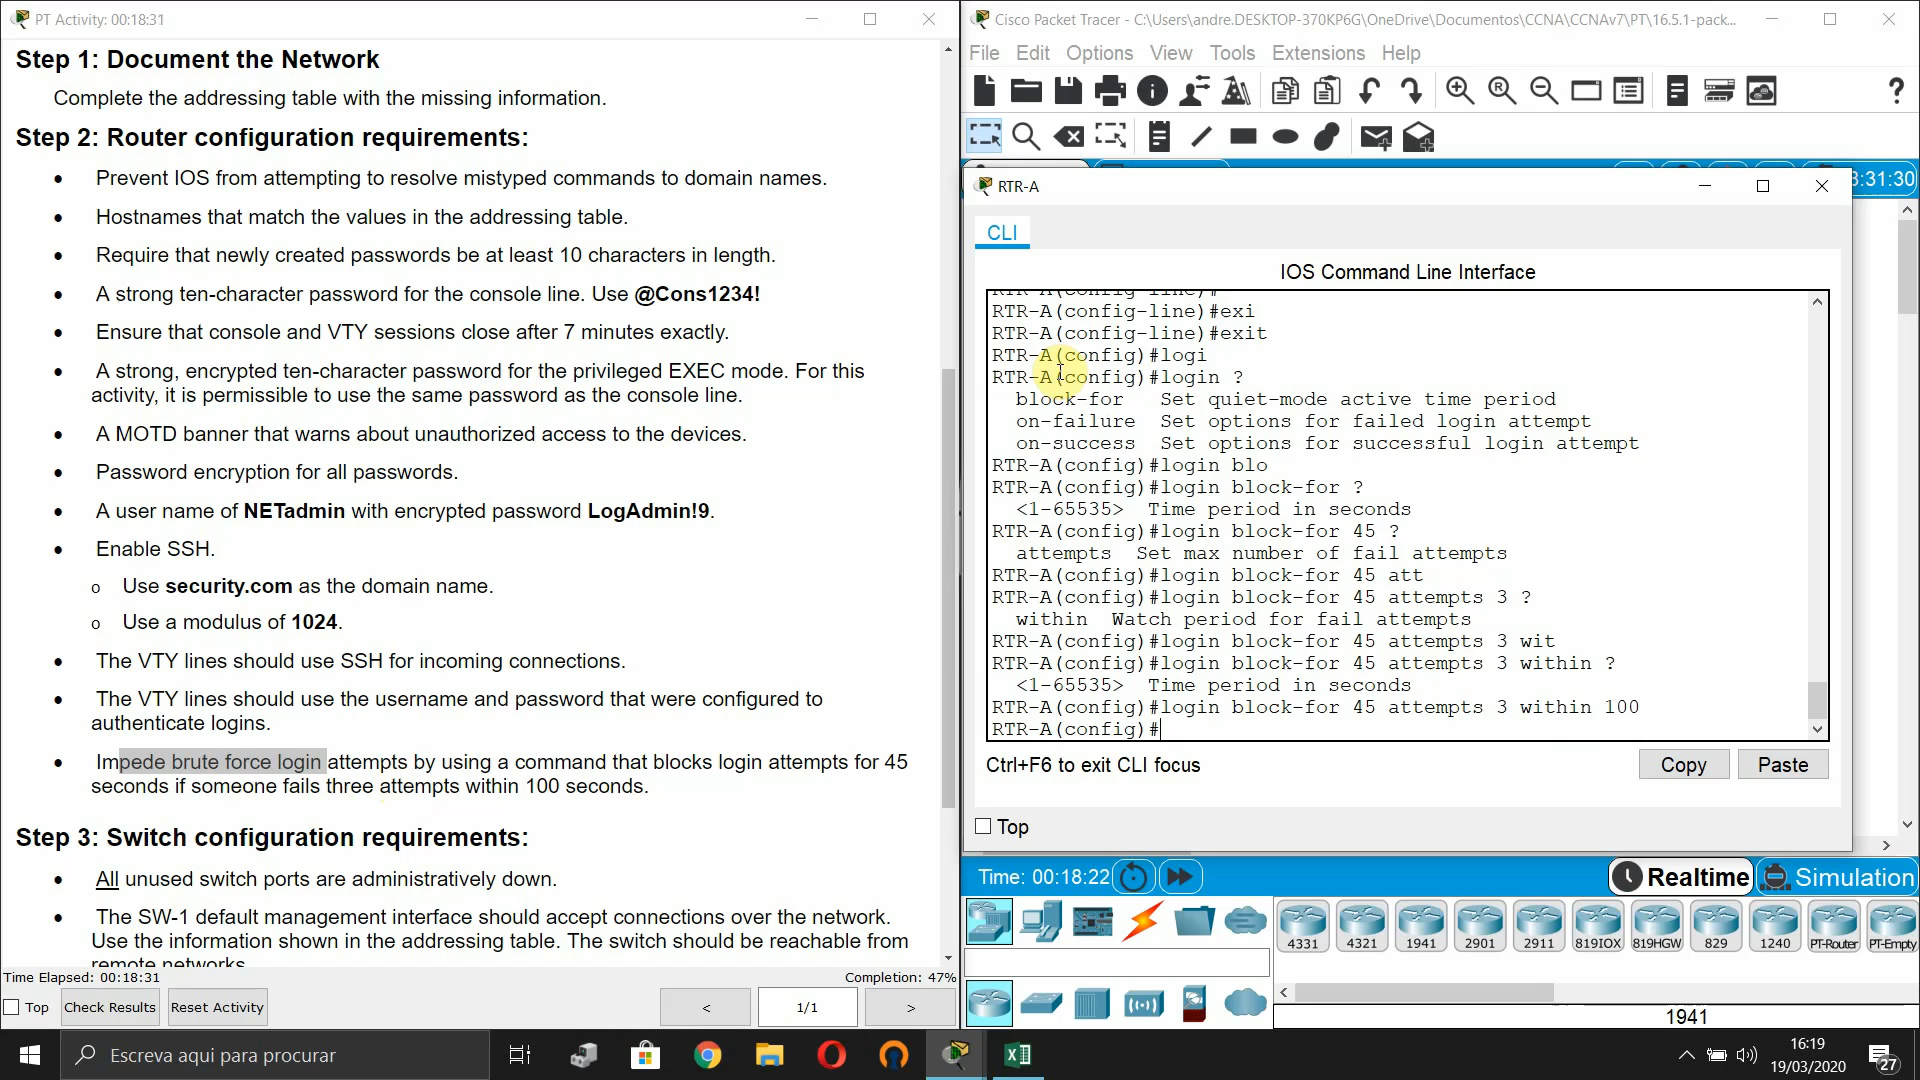 PT Activity: 00:18:31
Step 1: Document the Network
Complete the addressing table with the missing information.
Step 2: Router configuration requirements:
• Prevent IOS from attempting to resolve mistyped commands to domain names.
• Hostnames that match the values in the addressing table.
• Require that newly created passwords be at least 10 characters in length.
• A strong ten-character password for the console line. Use @Cons1234!
• Ensure that console and VTY sessions close after 7 minutes exactly.
• A strong, encrypted ten-character password for the privileged EXEC mode. For this
activity, it is permissible to use the same password as the console line.
• A MOTD banner that warns about unauthorized access to the devices.
• Password encryption for all passwords.
• A user name of NETadmin with encrypted password LogAdmin!9.
• Enable SSH.
o Use security.com as the domain name.
o Use a modulus of 1024.
• The VTY lines should use SSH for incoming connections.
• The VTY lines should use the username and password that were configured to
authenticate logins.
• Impede brute force login attempts by using a command that blocks login attempts for 45
seconds if someone fails three attempts within 100 seconds.
Step 3: Switch configuration requirements:
• All unused switch ports are administratively down.
• The SW-1 default management interface should accept connections over the network.
Use the information shown in the addressing table. The switch should be reachable from
remote networks.
Time Elapsed: 00:18:31
Completion: 47%
Top
Check Results
Reset Activity
<
1/1
>
Cisco Packet Tracer - C:\Users\andre.DESKTOP-370KP6G\OneDrive\Documentos\CCNA\CCNAv7\PT\16.5.1-pack...
File Edit Options View Tools Extensions Help
?
3:31:30
RTR-A
CLI
IOS Command Line Interface
RTR-A(config-line)#
RTR-A(config-line)#exi
RTR-A(config-line)#exit
RTR-A(config)#logi
RTR-A(config)#login ?
block-for Set quiet-mode active time period
on-failure Set options for failed login attempt
on-success Set options for successful login attempt
RTR-A(config)#login blo
RTR-A(config)#login block-for ?
<1-65535> Time period in seconds
RTR-A(config)#login block-for 45 ?
attempts Set max number of fail attempts
RTR-A(config)#login block-for 45 att
RTR-A(config)#login block-for 45 attempts 3 ?
within Watch period for fail attempts
RTR-A(config)#login block-for 45 attempts 3 wit
RTR-A(config)#login block-for 45 attempts 3 within ?
<1-65535> Time period in seconds
RTR-A(config)#login block-for 45 attempts 3 within 100
RTR-A(config)#
Ctrl+F6 to exit CLI focus
Copy
Paste
Top
Time: 00:18:22
Realtime
Simulation
4331 4321 1941 2901 2911 819IOX 819HGW 829 1240 PT-Router PT-Empty
1941
Escreva aqui para procurar
16:19
19/03/2020
27